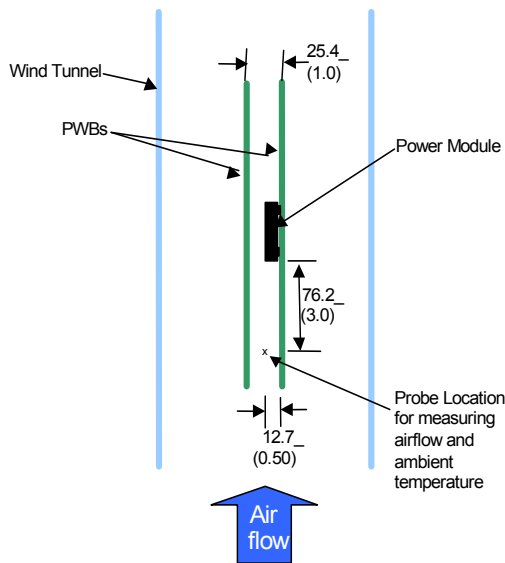 25.4_
(1.0)
Wind Tunnel
PWBs
Power Module
76.2_
(3.0)
x
Probe Location
for measuring
airflow and
ambient
temperature
12.7_
(0.50)
Air
flow